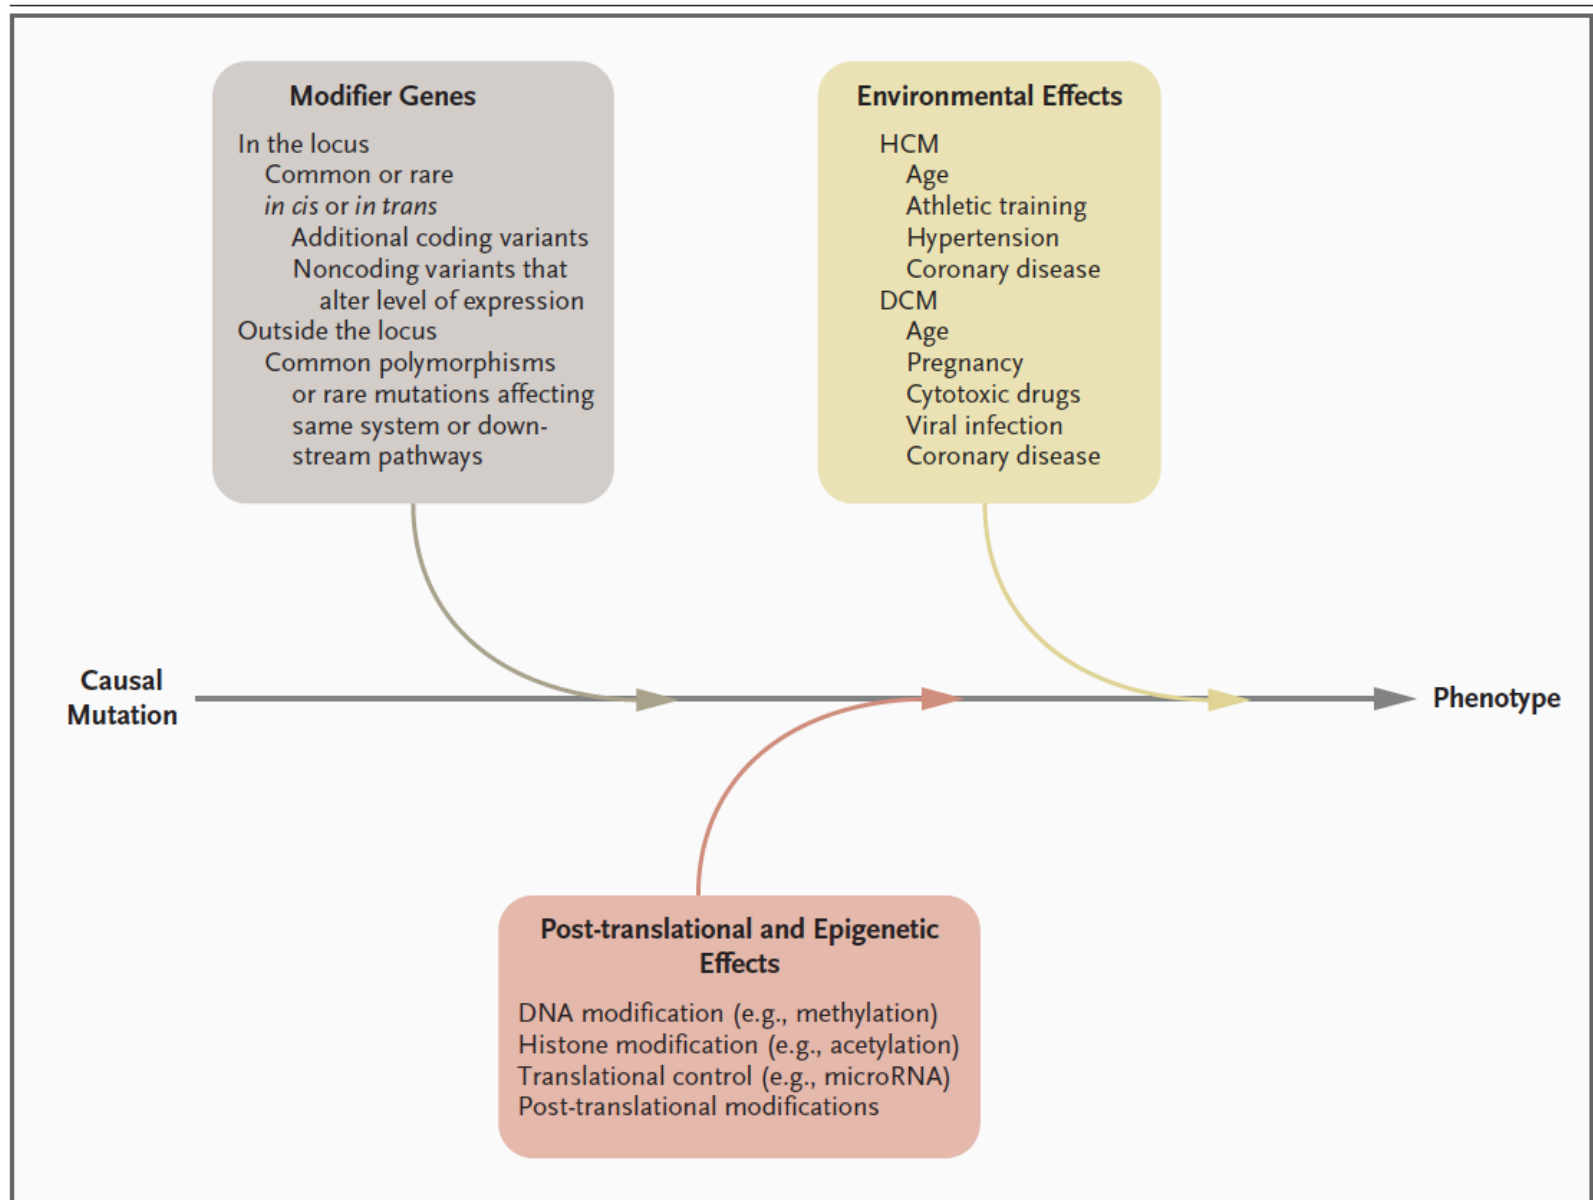 Modifier Genes
In the locus
Common or rare
in cis or in trans
Additional coding variants
Noncoding variants that
alter level of expression
Outside the locus
Common polymorphisms
or rare mutations affecting
same system or down-
stream pathways
Environmental Effects
HCM
Age
Athletic training
Hypertension
Coronary disease
DCM
Age
Pregnancy
Cytotoxic drugs
Viral infection
Coronary disease
Causal
Mutation
Phenotype
Post-translational and Epigenetic
Effects
DNA modification (e.g., methylation)
Histone modification (e.g., acetylation)
Translational control (e.g., microRNA)
Post-translational modifications